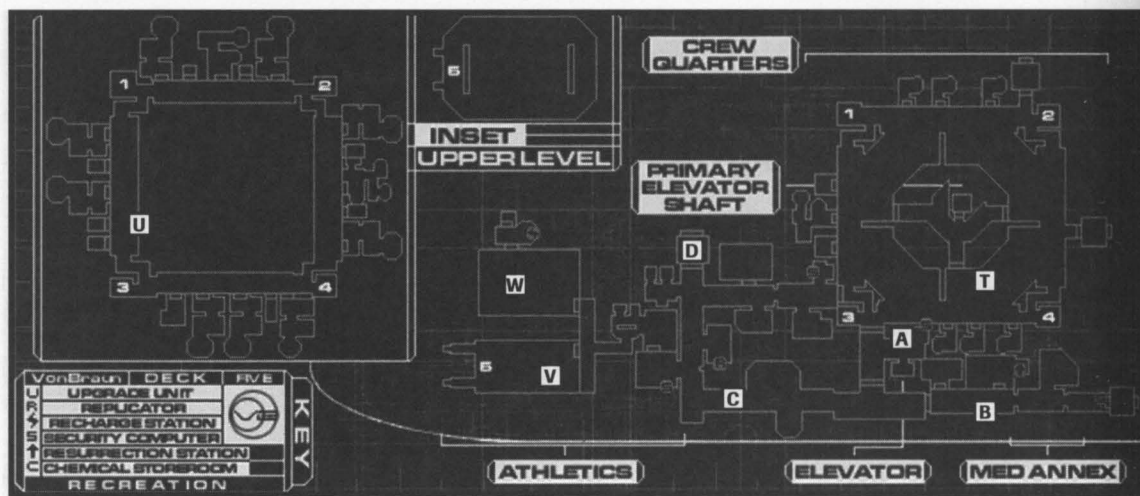 1
2
3
4
U
5
INSET
UPPER LEVEL
CREW
QUARTERS
PRIMARY
ELEVATOR
SHAFT
1
2
3
4
T
A
B
C
D
W
V
5
VonBraun DECK FIVE
U UPGRADE UNIT
R REPLICATOR
RECHARGE STATION
S SECURITY COMPUTER
RESURRECTION STATION
C CHEMICAL STOREROOM
RECREATION
KEY
ATHLETICS
ELEVATOR
MED ANNEX